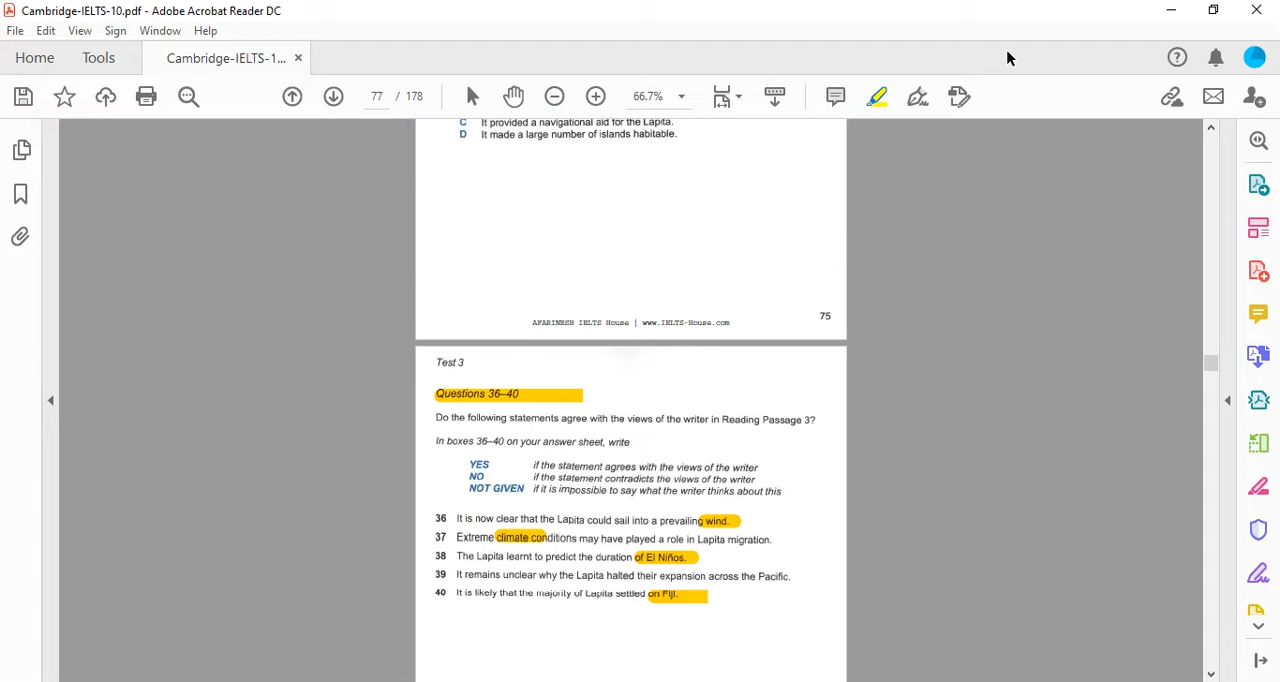 Cambridge-IELTS-10.pdf - Adobe Acrobat Reader DC
File Edit View Sign Window Help
Home Tools Cambridge-IELTS-1... ×
77 / 178 66.7%
C It provided a navigational aid for the Lapita.
D It made a large number of islands habitable.
AFARINESH IELTS House | www.IELTS-House.com
75
Test 3
Questions 36–40
Do the following statements agree with the views of the writer in Reading Passage 3?
In boxes 36–40 on your answer sheet, write
YES if the statement agrees with the views of the writer
NO if the statement contradicts the views of the writer
NOT GIVEN if it is impossible to say what the writer thinks about this
36 It is now clear that the Lapita could sail into a prevailing wind.
37 Extreme climate conditions may have played a role in Lapita migration.
38 The Lapita learnt to predict the duration of El Niños.
39 It remains unclear why the Lapita halted their expansion across the Pacific.
40 It is likely that the majority of Lapita settled on Fiji.